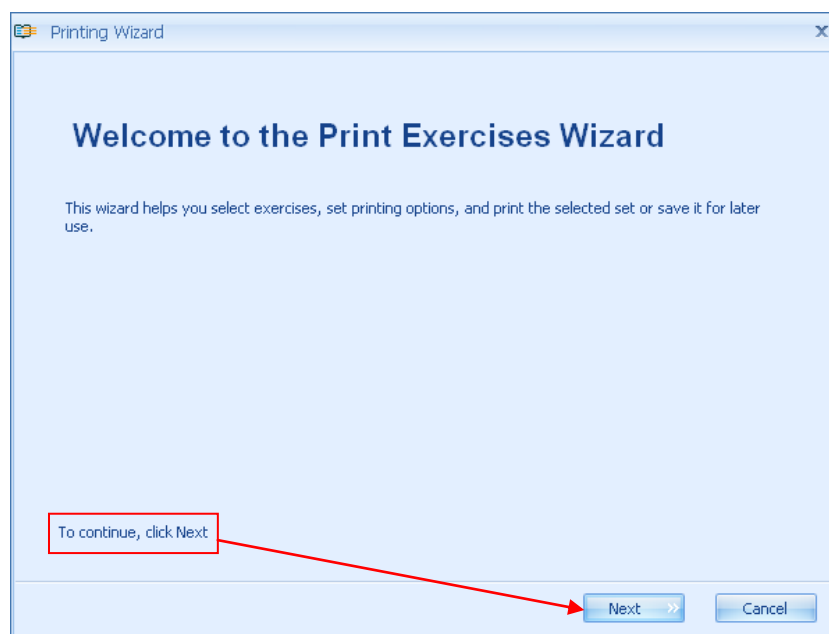 Printing Wizard
Welcome to the Print Exercises Wizard
This wizard helps you select exercises, set printing options, and print the selected set or save it for later
use.
To continue, click Next
Next
Cancel